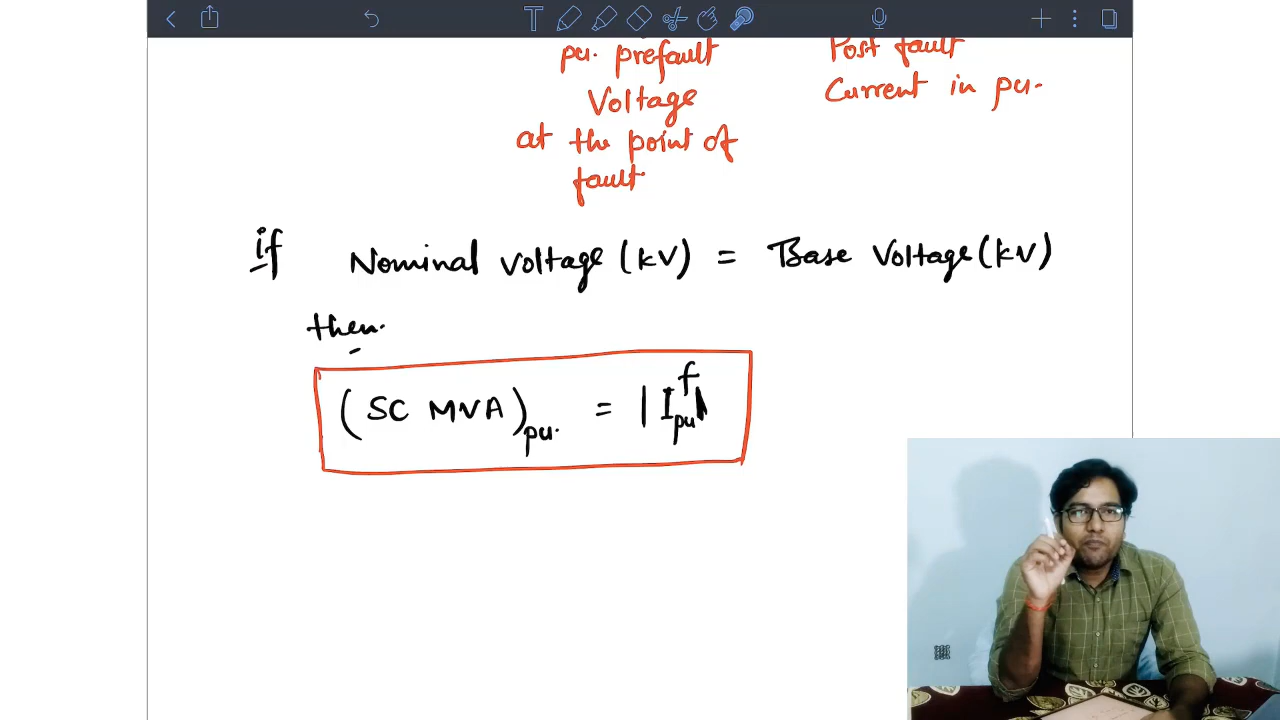 pu. prefault
Voltage
at the point of
fault
Post fault
Current in pu.
if Nominal voltage (kV) = Base Voltage (kV)
then.
(SC MVA)pu. = |I^f_pu|